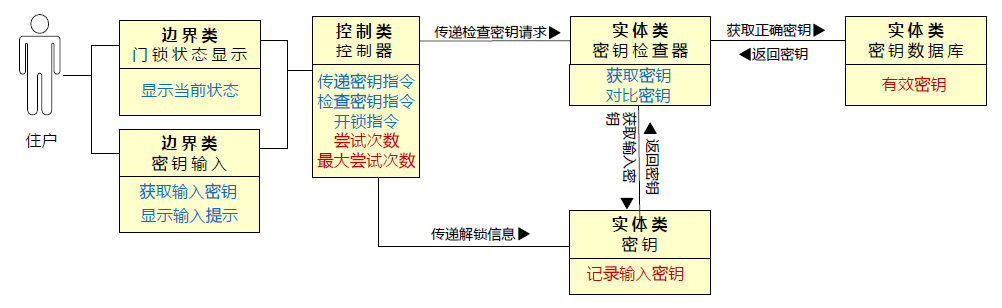 住户
边界类
门锁状态显示
显示当前状态
边界类
密钥输入
获取输入密钥
显示输入提示
控制类
控制器
传递密钥指令
检查密钥指令
开锁指令
尝试次数
最大尝试次数
传递检查密钥请求▶
传递解锁信息▶
实体类
密钥检查器
获取密钥
对比密钥
获取正确密钥▶
◀返回密钥
实体类
密钥数据库
有效密钥
获取输入密钥▶
◀返回密钥
实体类
密钥
记录输入密钥